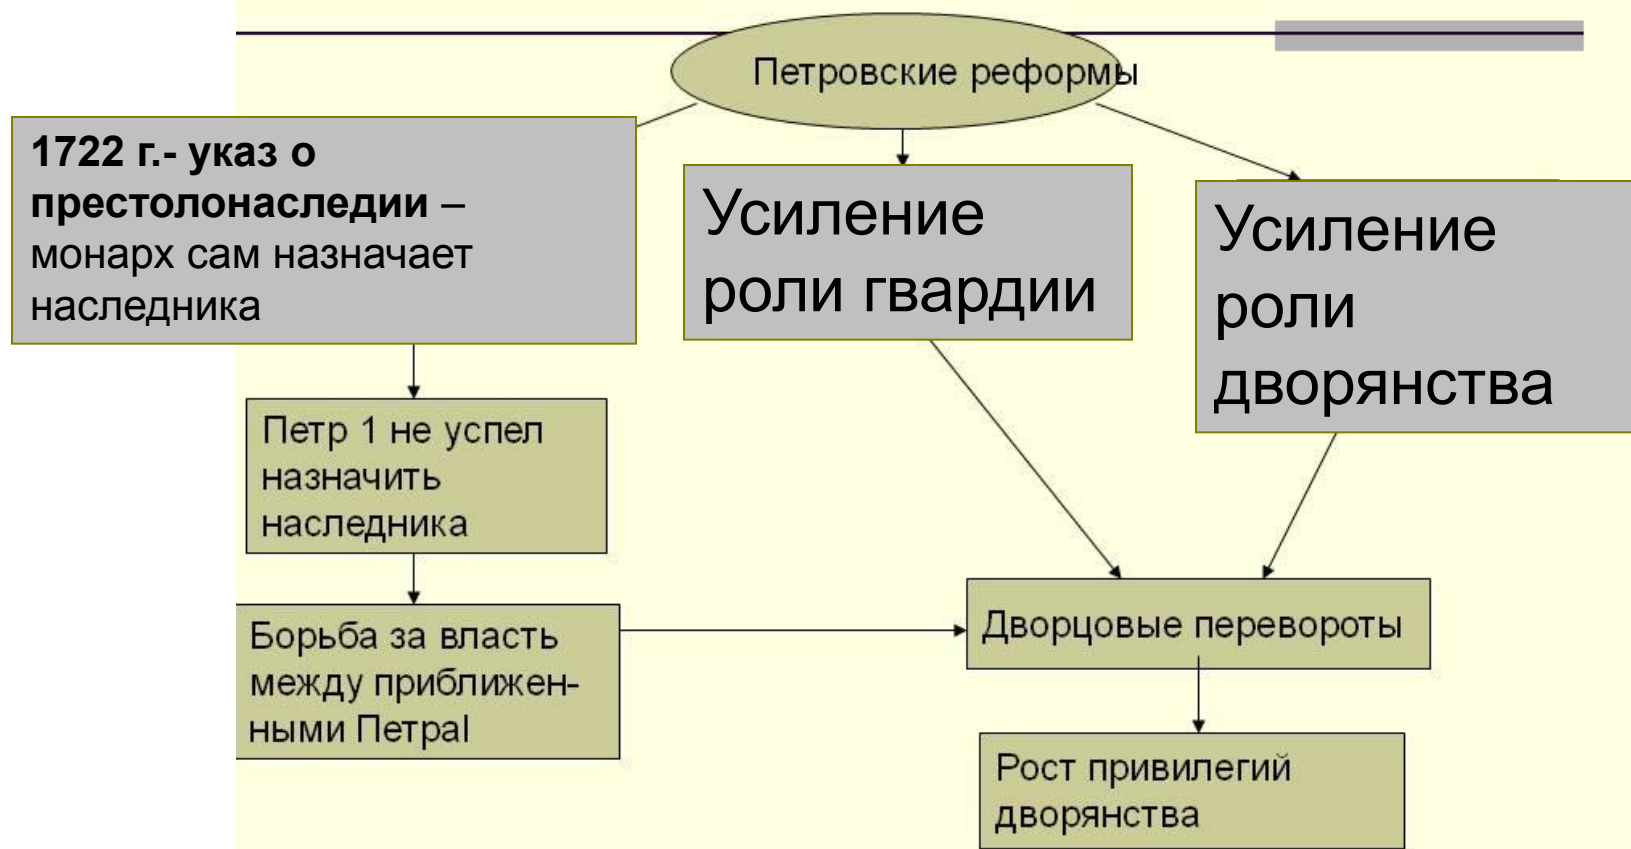 Петровские реформы
1722 г.- указ о
престолонаследии –
монарх сам назначает
наследника
Усиление
роли гвардии
Усиление
роли
дворянства
Петр 1 не успел
назначить
наследника
Борьба за власть
между приближен-
ными ПетраI
Дворцовые перевороты
Рост привилегий
дворянства